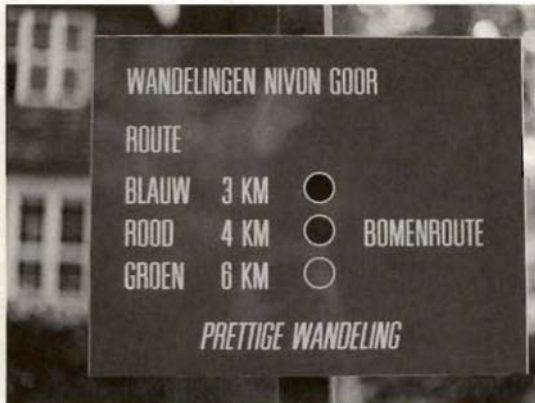 WANDELINGEN NIVON GOOR
ROUTE
BLAUW 3 KM
ROOD 4 KM BOMENROUTE
GROEN 6 KM
PRETTIGE WANDELING